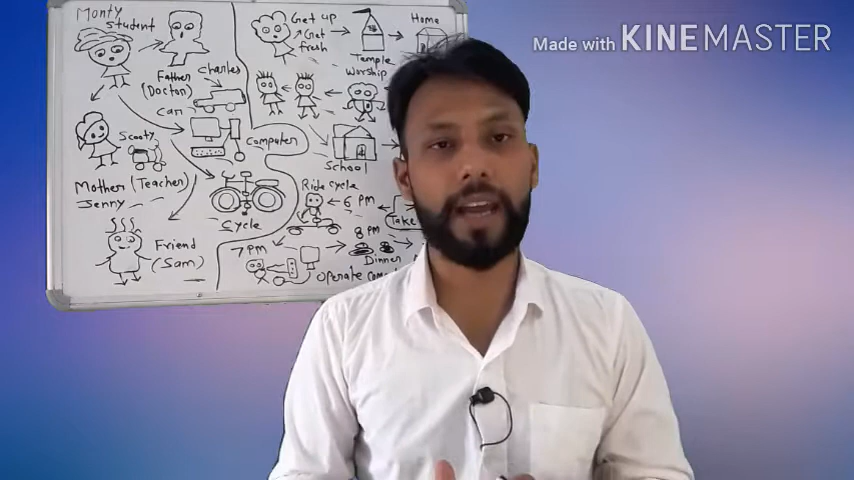 Made with KINEMASTER
Monty
Student
Father
(Doctor)
Charles
Car
Computer
Scooty
Mother (Teacher)
Jenny
Cycle
Friend
(Sam)
Get up
Get
fresh
Home
Temple
Worship
School
Ride cycle
6 PM
Take
8 PM
Dinner
7 PM
Operate